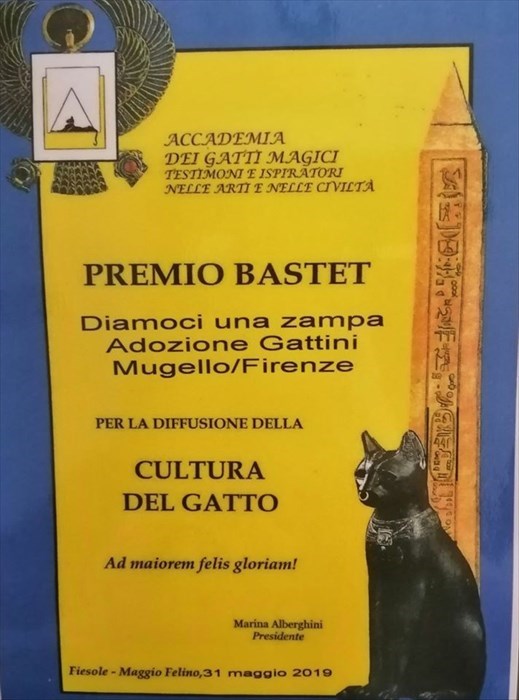 ACCADEMIA
DEI GATTI MAGICI
TESTIMONI E ISPIRATORI
NELLE ARTI E NELLE CIVILTÀ
PREMIO BASTET
Diamoci una zampa
Adozione Gattini
Mugello/Firenze
PER LA DIFFUSIONE DELLA
CULTURA
DEL GATTO
Ad maiorem felis gloriam!
Marina Alberghini
Presidente
Fiesole - Maggio Felino, 31 maggio 2019